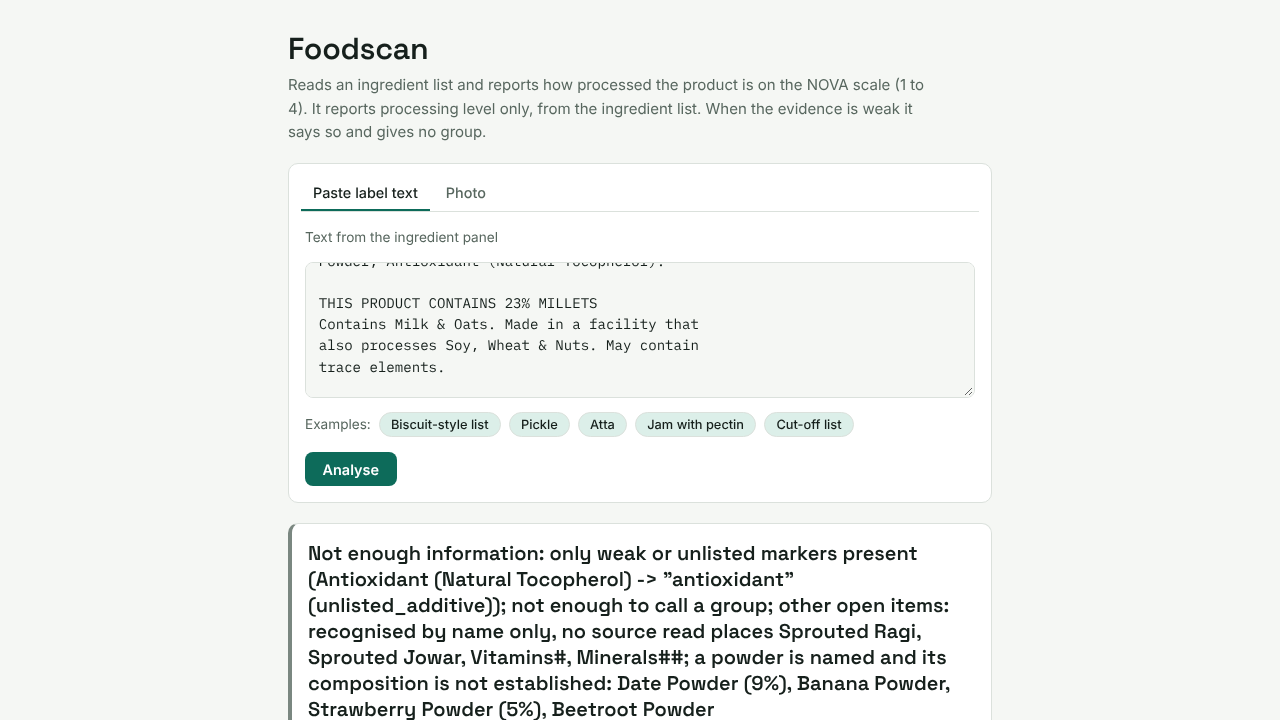 Foodscan
Reads an ingredient list and reports how processed the product is on the NOVA scale (1 to
4). It reports processing level only, from the ingredient list. When the evidence is weak it
says so and gives no group.
Paste label text
Photo
Text from the ingredient panel
Powder, Antioxidant (Natural Tocopherol).
THIS PRODUCT CONTAINS 23% MILLETS
Contains Milk & Oats. Made in a facility that
also processes Soy, Wheat & Nuts. May contain
trace elements.
Examples:
Biscuit-style list
Pickle
Atta
Jam with pectin
Cut-off list
Analyse
Not enough information: only weak or unlisted markers present
(Antioxidant (Natural Tocopherol) -> "antioxidant"
(unlisted_additive)); not enough to call a group; other open items:
recognised by name only, no source read places Sprouted Ragi,
Sprouted Jowar, Vitamins#, Minerals##; a powder is named and its
composition is not established: Date Powder (9%), Banana Powder,
Strawberry Powder (5%), Beetroot Powder